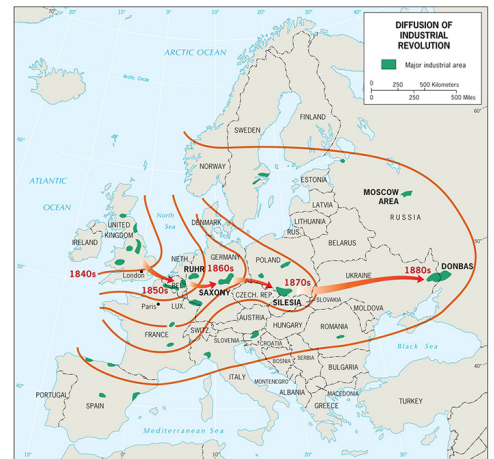 DIFFUSION OF
INDUSTRIAL
REVOLUTION
Major industrial area
0 250 500 Kilometers
0 250 500 Miles
ARCTIC OCEAN
Arctic Circle
60°
FINLAND
SWEDEN
NORWAY
ATLANTIC
OCEAN
ESTONIA
MOSCOW
AREA
RUSSIA
LATVIA
North
Sea
DENMARK
LITHUANIA
RUS.
UNITED
KINGDOM
IRELAND
BELARUS
NETH.
GERMANY
POLAND
RUHR
1860s
1840s
London
1850s
BEL.
SAXONY
1870s
1880s
DONBAS
UKRAINE
Paris
LUX.
CZECH. REP.
SILESIA
SLOVAKIA
MOLDOVA
FRANCE
SWITZ.
AUSTRIA
HUNGARY
ROMANIA
SLOVENIA
CROATIA
BOSNIA
SERBIA
Black Sea
ITALY
MONTENEGRO
BULGARIA
PORTUGAL
SPAIN
ALBANIA
MACEDONIA
GREECE
TURKEY
Mediterranean Sea